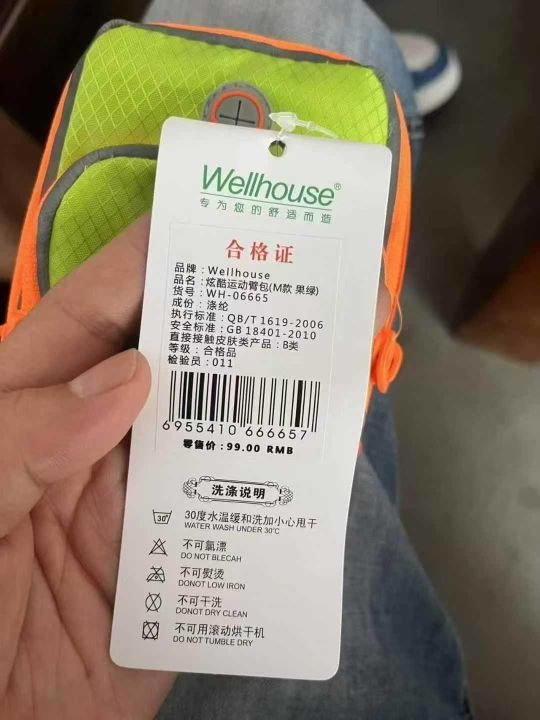 Wellhouse®
专为您的舒适而造
合格证
品牌：Wellhouse
品名：炫酷运动臂包(M款 果绿)
货号：WH-06665
成份：涤纶
执行标准：QB/T 1619-2006
安全标准：GB 18401-2010
直接接触皮肤类产品：B类
等级：合格品
检验员：011
6955410 666657
零售价：99.00 RMB
洗涤说明
30
30度水温缓和洗加小心甩干
WATER WASH UNDER 30℃
不可氯漂
DO NOT BLECAH
不可熨烫
DONOT LOW IRON
不可干洗
DONOT DRY CLEAN
不可用滚动烘干机
DO NOT TUMBLE DRY